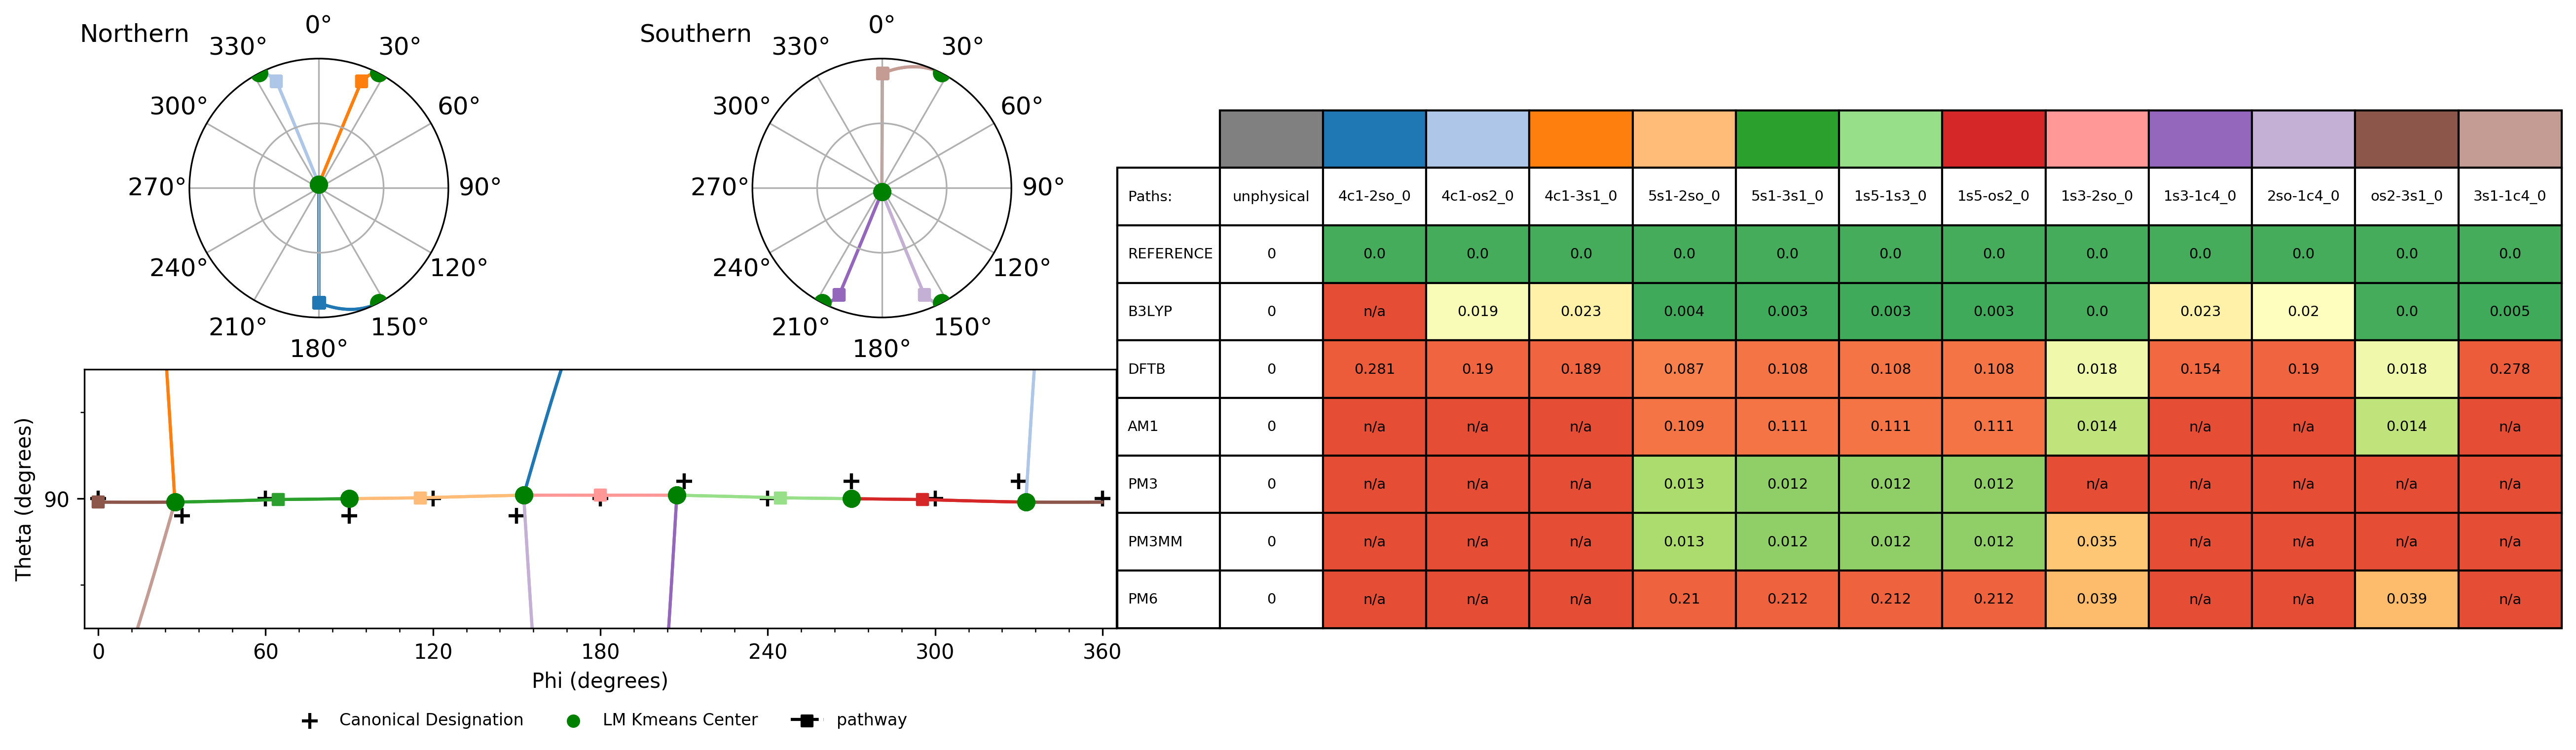 Northern
0°
330°
30°
300°
60°
270°
90°
240°
120°
210°
150°
180°
Southern
0°
330°
30°
300°
60°
270°
90°
240°
120°
210°
150°
180°
Theta (degrees)
90
0 60 120 180 240 300 360
Phi (degrees)
Canonical Designation LM Kmeans Center pathway
Paths: unphysical 4c1-2so_0 4c1-os2_0 4c1-3s1_0 5s1-2so_0 5s1-3s1_0 1s5-1s3_0 1s5-os2_0 1s3-2so_0 1s3-1c4_0 2so-1c4_0 os2-3s1_0 3s1-1c4_0
REFERENCE 0 0.0 0.0 0.0 0.0 0.0 0.0 0.0 0.0 0.0 0.0 0.0 0.0
B3LYP 0 n/a 0.019 0.023 0.004 0.003 0.003 0.003 0.0 0.023 0.02 0.0 0.005
DFTB 0 0.281 0.19 0.189 0.087 0.108 0.108 0.108 0.018 0.154 0.19 0.018 0.278
AM1 0 n/a n/a n/a 0.109 0.111 0.111 0.111 0.014 n/a n/a 0.014 n/a
PM3 0 n/a n/a n/a 0.013 0.012 0.012 0.012 n/a n/a n/a n/a n/a
PM3MM 0 n/a n/a n/a 0.013 0.012 0.012 0.012 0.035 n/a n/a n/a n/a
PM6 0 n/a n/a n/a 0.21 0.212 0.212 0.212 0.039 n/a n/a 0.039 n/a